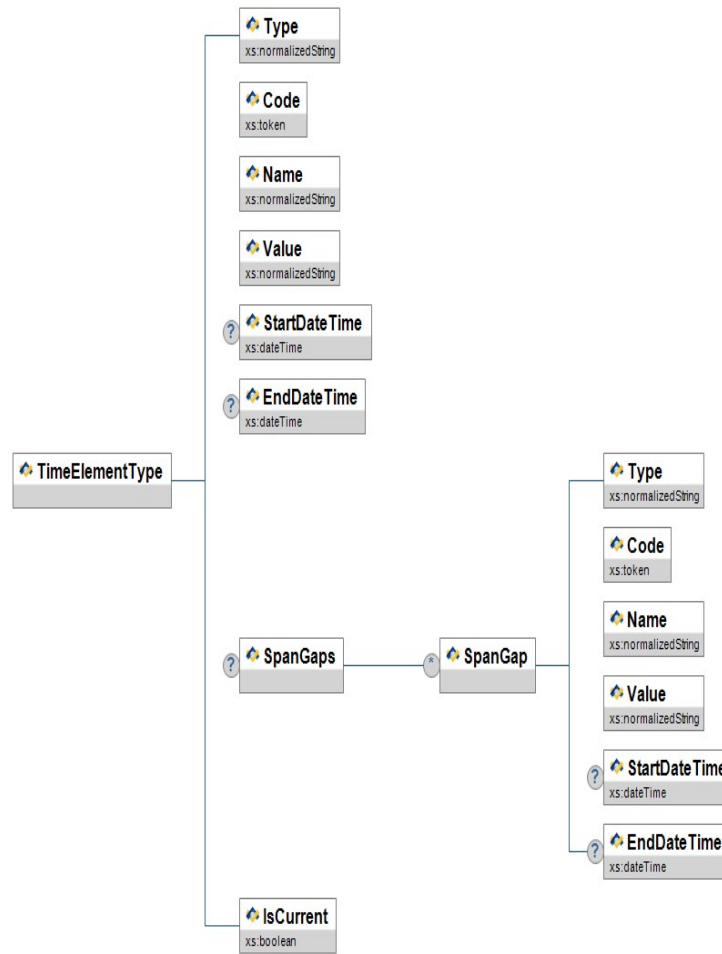 Type
xs:normalizedString
Code
xs:token
Name
xs:normalizedString
Value
xs:normalizedString
? StartDateTime
xs:dateTime
? EndDateTime
xs:dateTime
TimeElementType
? SpanGaps
* SpanGap
Type
xs:normalizedString
Code
xs:token
Name
xs:normalizedString
Value
xs:normalizedString
? StartDateTime
xs:dateTime
? EndDateTime
xs:dateTime
IsCurrent
xs:boolean